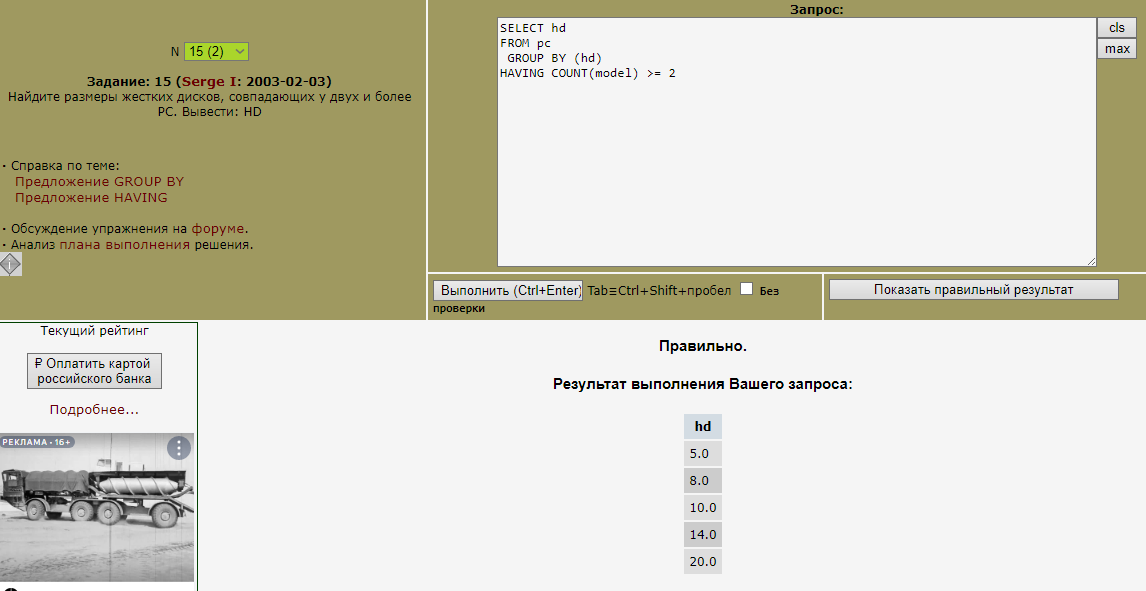 N 15 (2)
Задание: 15 (Serge I: 2003-02-03)
Найдите размеры жестких дисков, совпадающих у двух и более
PC. Вывести: HD
· Справка по теме:
Предложение GROUP BY
Предложение HAVING
· Обсуждение упражнения на форуме.
· Анализ плана выполнения решения.
Запрос:
SELECT hd
FROM pc
 GROUP BY (hd)
HAVING COUNT(model) >= 2
cls
max
Выполнить (Ctrl+Enter) Tab≡Ctrl+Shift+пробел Без
проверки
Показать правильный результат
Текущий рейтинг
₽ Оплатить картой
российского банка
Подробнее...
РЕКЛАМА • 16+
Правильно.
Результат выполнения Вашего запроса:
hd
5.0
8.0
10.0
14.0
20.0